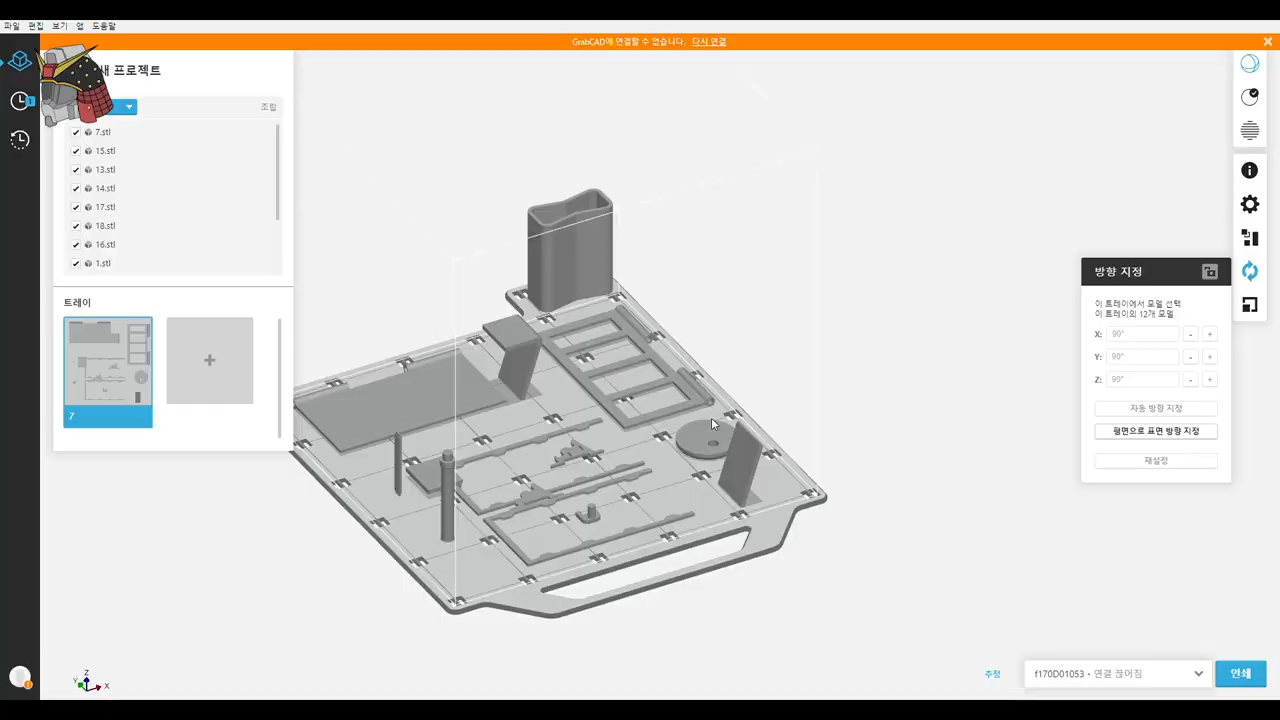 파일 편집 보기 앱 도움말
GrabCAD에 연결할 수 없습니다. 다시 연결
새 프로젝트
조립
7.stl
15.stl
13.stl
14.stl
17.stl
18.stl
16.stl
1.stl
트레이
7
+
방향 지정
이 트레이에서 모델 선택
이 트레이의 12개 모델
X: 90° - +
Y: 90° - +
Z: 90° - +
자동 방향 지정
평면으로 표면 방향 지정
재설정
Z
Y
X
추정
f170D01053 • 연결 끊어짐
인쇄
1